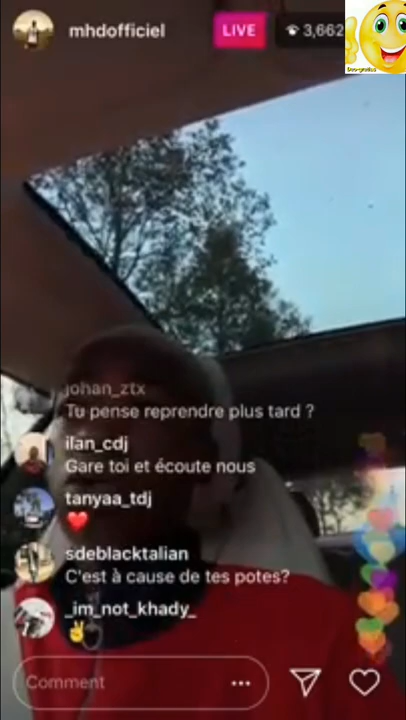 mhdofficiel
LIVE
3,662
johan_ztx
Tu pense reprendre plus tard ?
ilan_cdj
Gare toi et écoute nous
tanyaa_tdj
sdeblacktalian
C'est à cause de tes potes?
_im_not_khady_
Comment